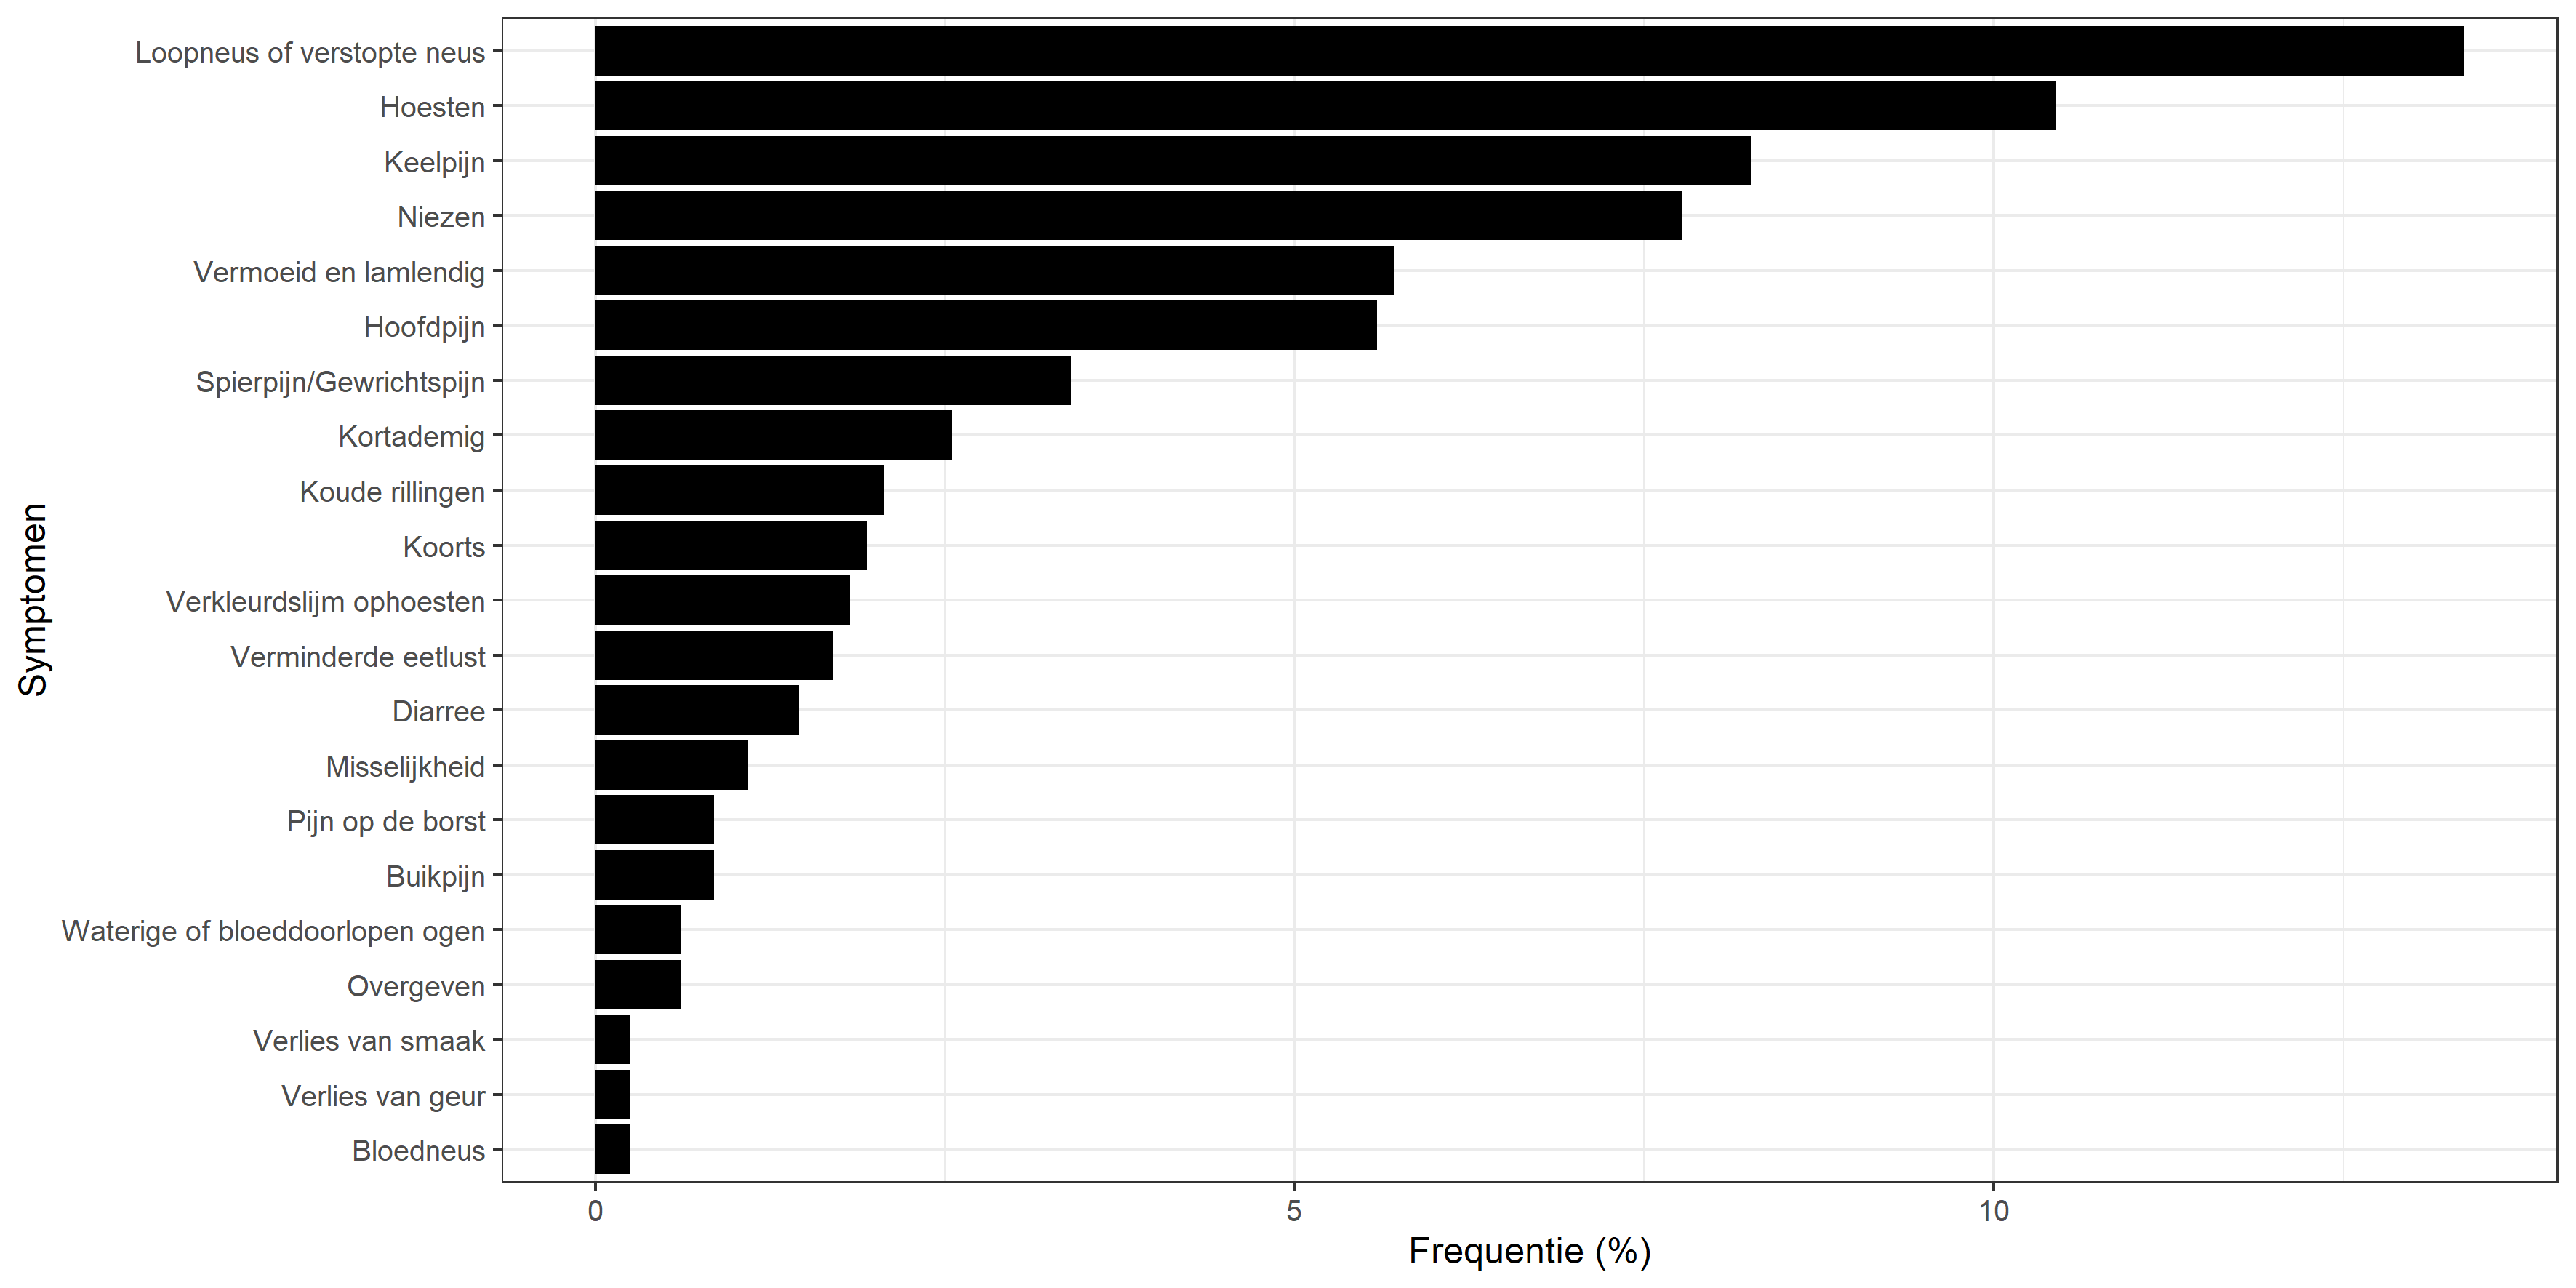 Loopneus of verstopte neus
Hoesten
Keelpijn
Niezen
Vermoeid en lamlendig
Hoofdpijn
Spierpijn/Gewrichtspijn
Kortademig
Koude rillingen
Koorts
Verkleurdslijm ophoesten
Verminderde eetlust
Diarree
Misselijkheid
Pijn op de borst
Buikpijn
Waterige of bloeddoorlopen ogen
Overgeven
Verlies van smaak
Verlies van geur
Bloedneus
Symptomen
0 5 10
Frequentie (%)